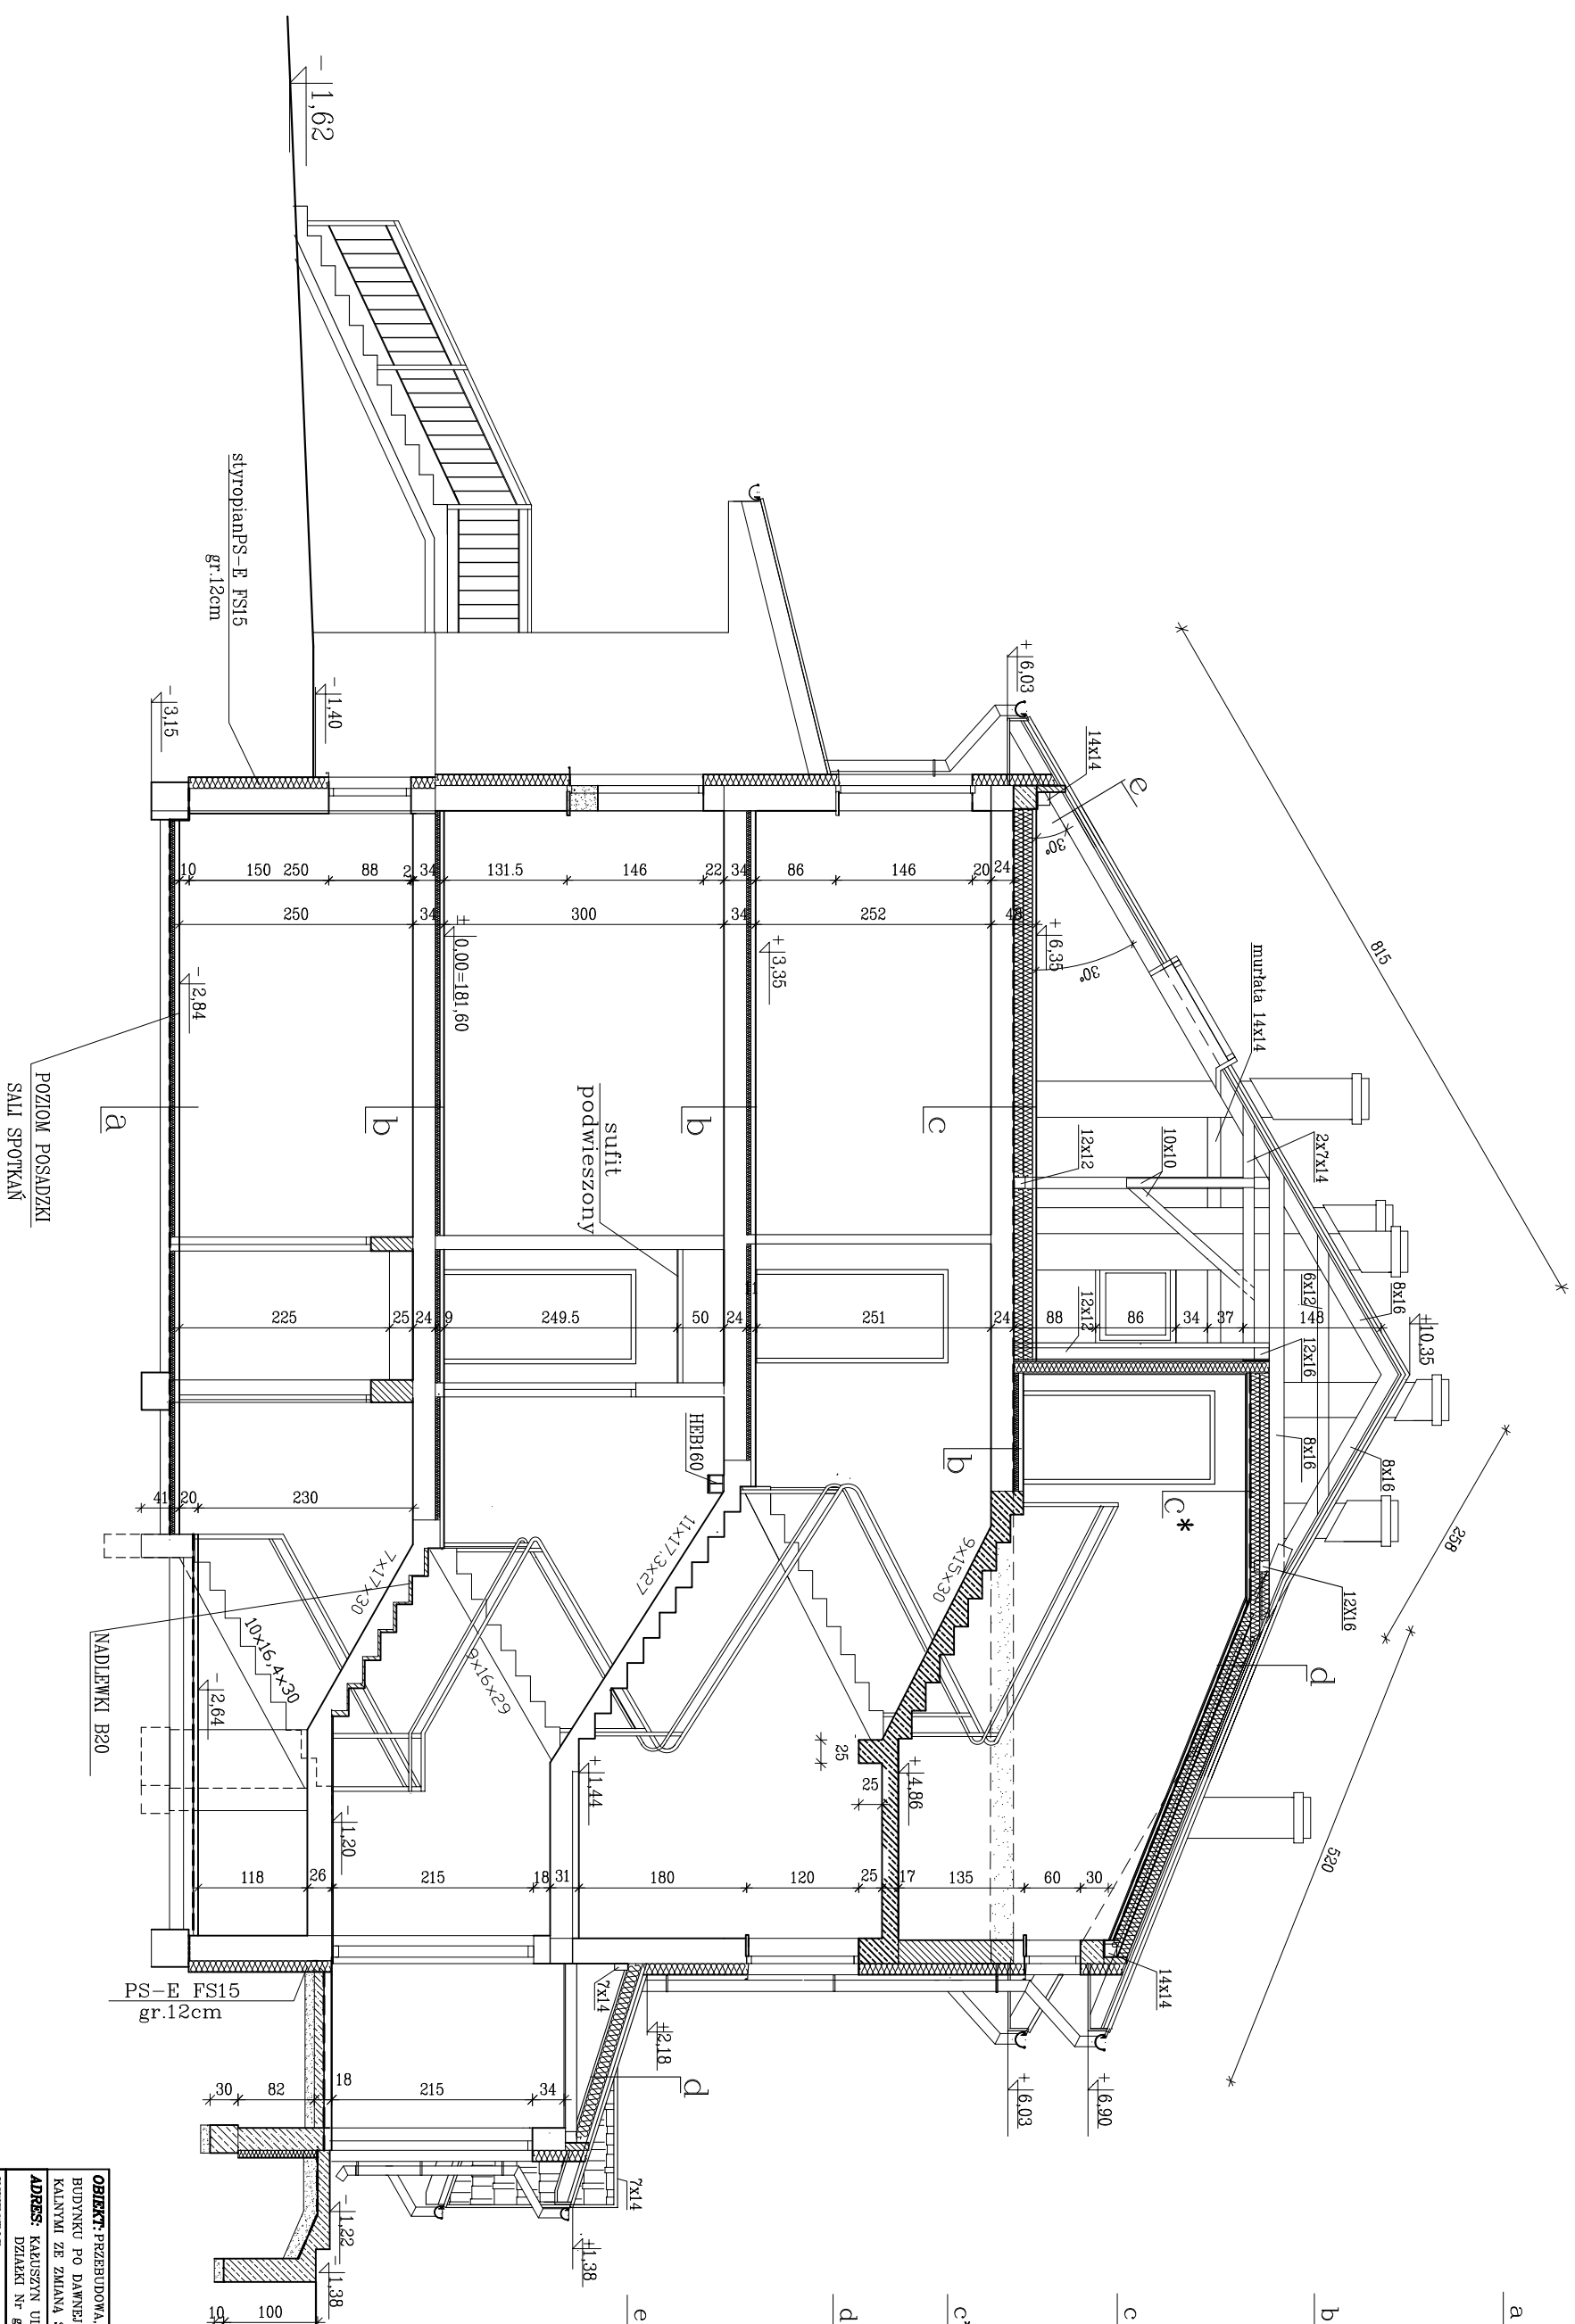 815
258
520
+10,35
8x16
8x16
8x16
6x12
12x16
12X16
2x7x14
murłata 14x14
10x10
12x12
12x12
14x14
e
30°
30°
+6,03
+6,35
c
c*
d
148
37
34
86
88
24
251
24
50
249.5
9
24
25
225
48
252
34
300
34
250
24
20
146
86
34
22
146
131.5
34
2
88
150 250
10
+3,35
±0,00=181,60
-2,84
-1,62
-1,40
-3,15
styropianPS-E FS15
gr.12cm
POZIOM POSADZKI
SALI SPOTKAŃ
a
b
b
b
sufit
podwieszony
HEB160
11x17.3x27
9x15x30
7x17x30
9x16x29
10x16,4x30
NADLEWKI B20
41
20
230
-2,64
-1,20
+1,44
+4,86
25
25
118
26
215
18
31
180
120
25
17
135
60
30
14x14
+6,90
+6,03
+2,18
7x14
7x14
d
PS-E FS15
gr.12cm
30
82
18
215
34
+1,38
-1,22
-1,38
10
100
a
b
c
c*
d
e
OBIEKT: PRZEBUDOWA,
BUDYNKU PO DAWNEJ
KALNYMI ZE ZMIANĄ S
ADRES: KAŁUSZYN UL
DZIAŁKI Nr g